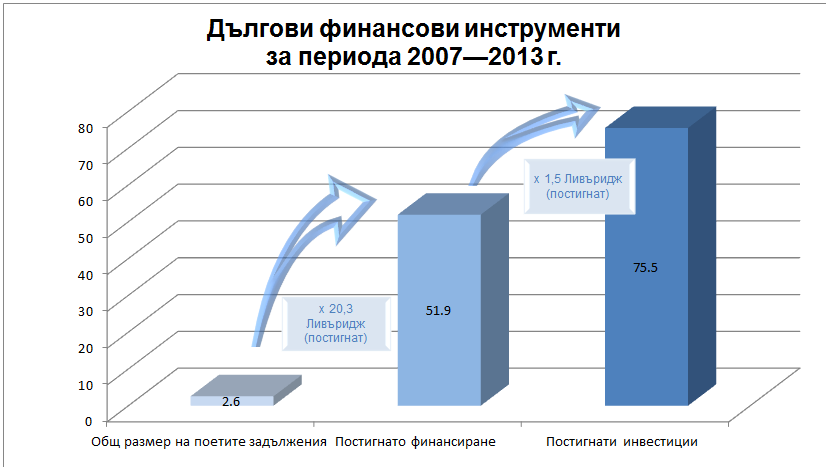 Дългови финансови инструменти
за периода 2007—2013 г.
80
70
60
50
40
30
20
10
0
x 20,3
Ливъридж
(постигнат)
x 1,5 Ливъридж
(постигнат)
2.6
51.9
75.5
Общ размер на поетите задължения
Постигнато финансиране
Постигнати инвестиции